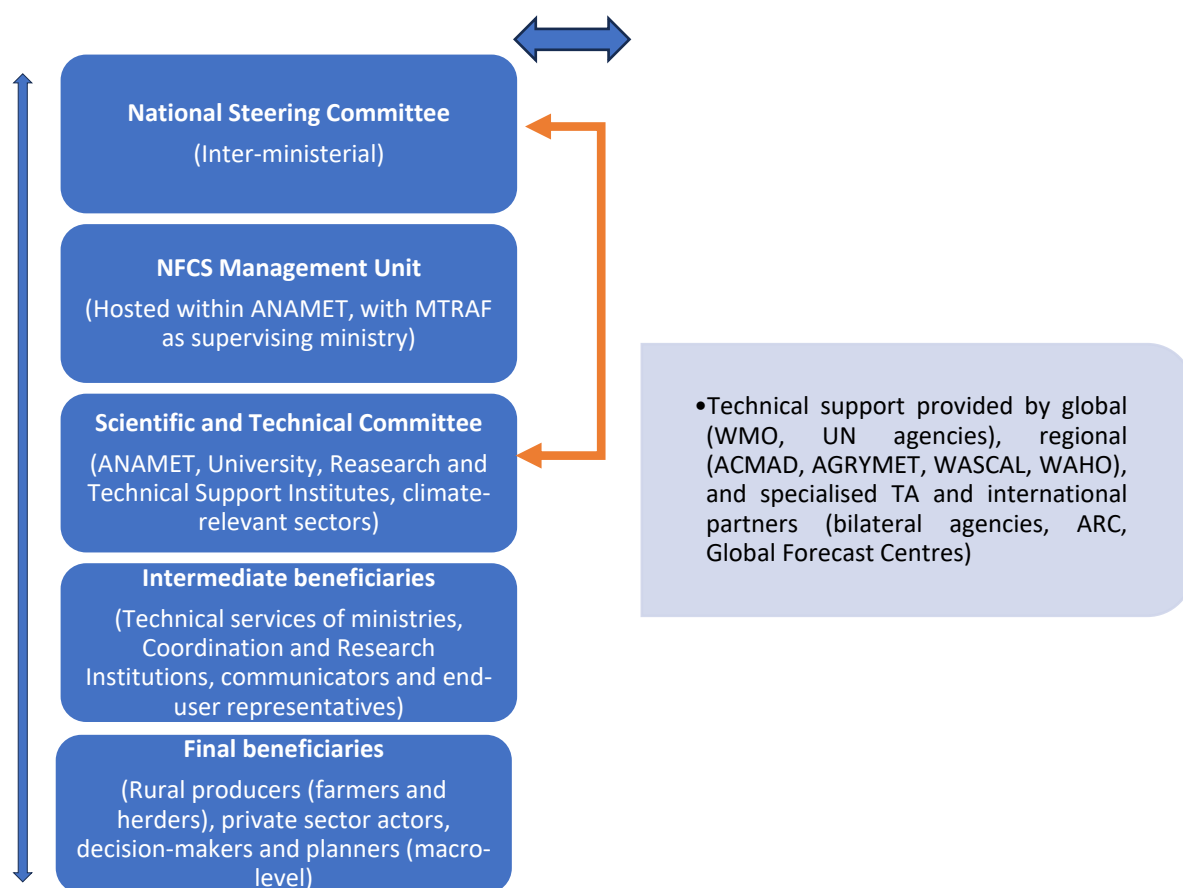 National Steering Committee
(Inter-ministerial)
NFCS Management Unit
(Hosted within ANAMET, with MTRAF
as supervising ministry)
Scientific and Technical Committee
(ANAMET, University, Reasearch and
Technical Support Institutes, climate-
relevant sectors)
Intermediate beneficiaries
(Technical services of ministries,
Coordination and Research
Institutions, communicators and end-
user representatives)
Final beneficiaries
(Rural producers (farmers and
herders), private sector actors,
decision-makers and planners (macro-
level)
•Technical support provided by global
(WMO, UN agencies), regional
(ACMAD, AGRYMET, WASCAL, WAHO),
and specialised TA and international
partners (bilateral agencies, ARC,
Global Forecast Centres)